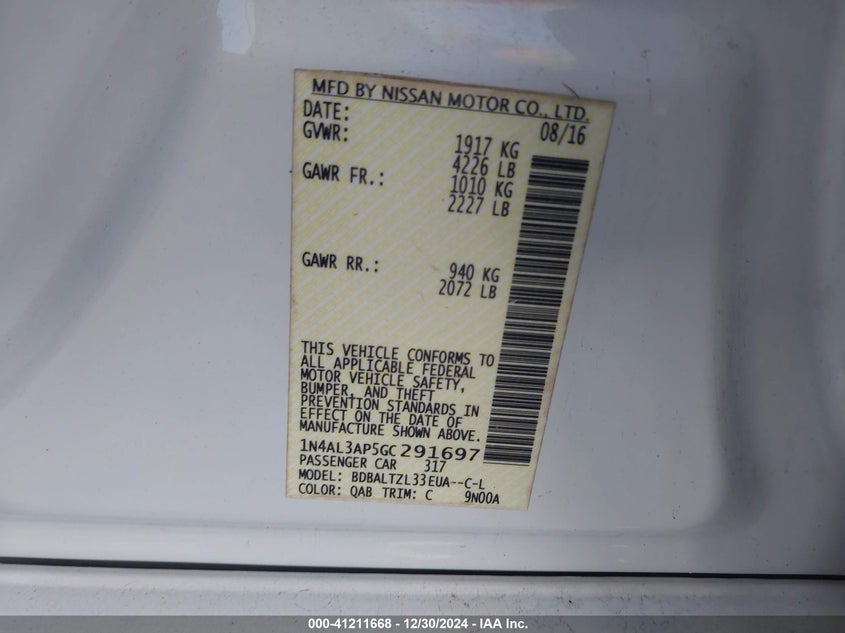 MFD BY NISSAN MOTOR CO., LTD.
DATE: 08/16
GVWR: 1917 KG
4226 LB
GAWR FR.: 1010 KG
2227 LB
GAWR RR.: 940 KG
2072 LB
THIS VEHICLE CONFORMS TO
ALL APPLICABLE FEDERAL
MOTOR VEHICLE SAFETY,
BUMPER, AND THEFT
PREVENTION STANDARDS IN
EFFECT ON THE DATE OF
MANUFACTURE SHOWN ABOVE.
1N4AL3AP5GC291697
PASSENGER CAR 317
MODEL: BDBALTZL33EUA--C-L
COLOR: QAB TRIM: C 9N00A
000-41211668 - 12/30/2024 - IAA Inc.